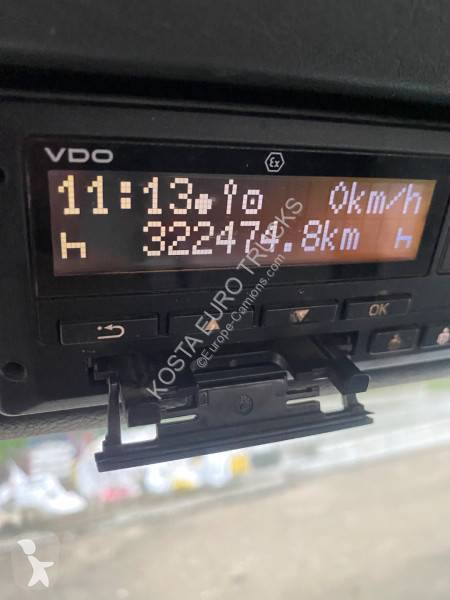 VDO
Ex
11:13 0km/h
322474.8km
OK
KOSTA EURO TRUCKS
©Europe-Camions.com